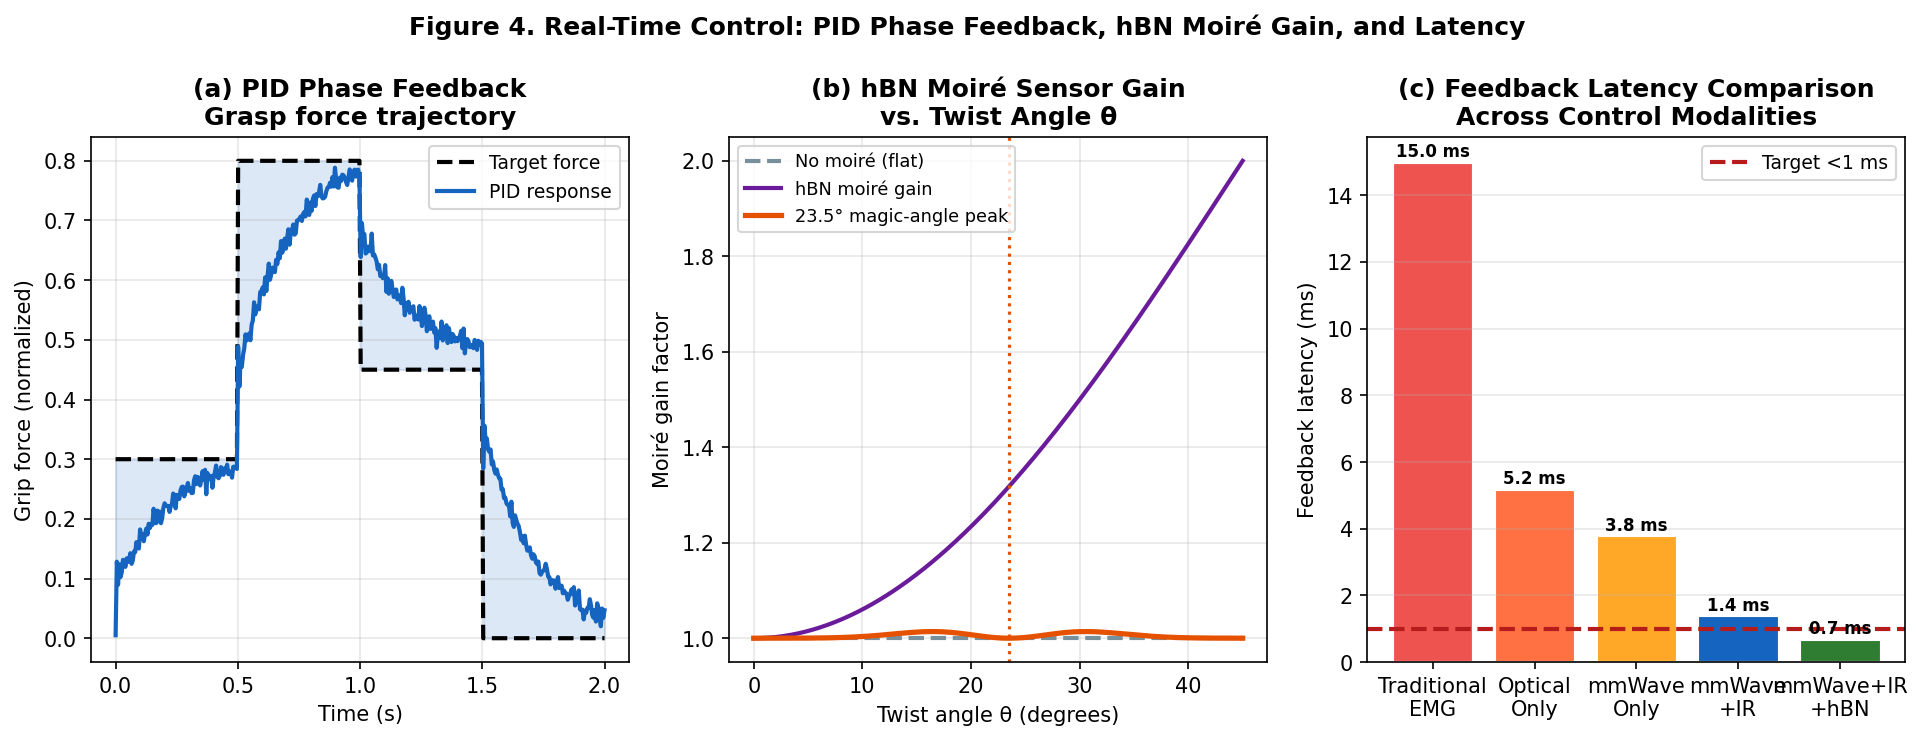 Figure 4. Real-Time Control: PID Phase Feedback, hBN Moiré Gain, and Latency
(a) PID Phase Feedback
Grasp force trajectory
Target force
PID response
0.8
0.7
0.6
0.5
0.4
0.3
0.2
0.1
0.0
Grip force (normalized)
0.0 0.5 1.0 1.5 2.0
Time (s)
(b) hBN Moiré Sensor Gain
vs. Twist Angle θ
No moiré (flat)
hBN moiré gain
23.5° magic-angle peak
2.0
1.8
1.6
1.4
1.2
1.0
Moiré gain factor
0 10 20 30 40
Twist angle θ (degrees)
(c) Feedback Latency Comparison
Across Control Modalities
Target <1 ms
15.0 ms
5.2 ms
3.8 ms
1.4 ms
0.7 ms
14
12
10
8
6
4
2
0
Feedback latency (ms)
Traditional
EMG
Optical
Only
mmWave
Only
mmWave
+IR
mmWave+IR
+hBN